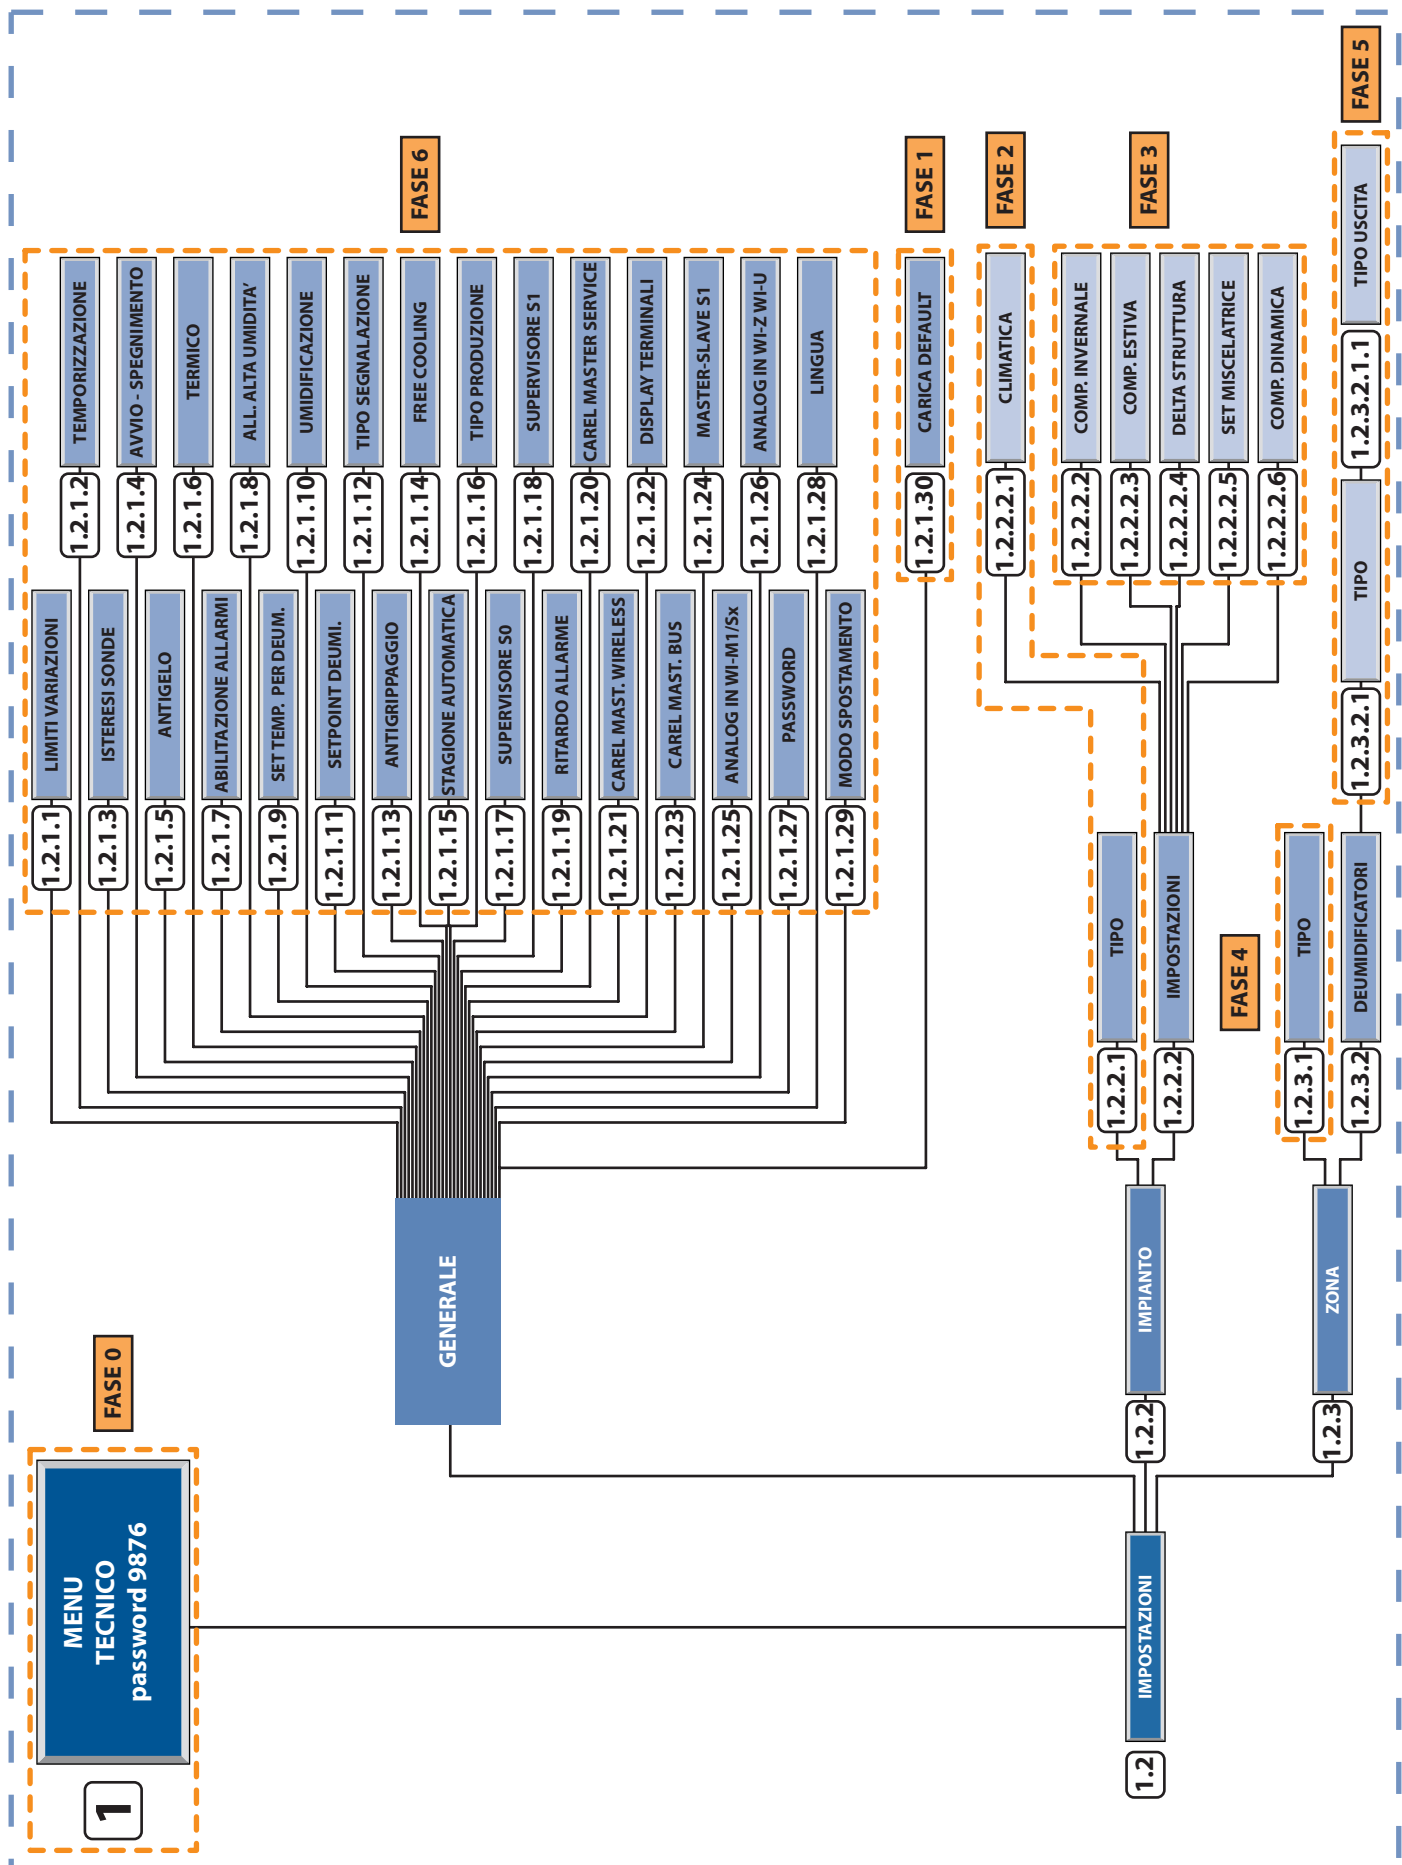 1
MENU
TECNICO
password 9876
FASE 0
1.2
IMPOSTAZIONI
GENERALE
1.2.1.1
LIMITI VARIAZIONI
1.2.1.2
TEMPORIZZAZIONE
1.2.1.3
ISTERESI SONDE
1.2.1.4
AVVIO - SPEGNIMENTO
1.2.1.5
ANTIGELO
1.2.1.6
TERMICO
1.2.1.7
ABILITAZIONE ALLARMI
1.2.1.8
ALL. ALTA UMIDITA'
1.2.1.9
SET TEMP. PER DEUM.
1.2.1.10
UMIDIFICAZIONE
1.2.1.11
SETPOINT DEUMI.
1.2.1.12
TIPO SEGNALAZIONE
1.2.1.13
ANTIGRIPPAGGIO
1.2.1.14
FREE COOLING
1.2.1.15
STAGIONE AUTOMATICA
1.2.1.16
TIPO PRODUZIONE
1.2.1.17
SUPERVISORE S0
1.2.1.18
SUPERVISORE S1
1.2.1.19
RITARDO ALLARME
1.2.1.20
CAREL MASTER SERVICE
1.2.1.21
CAREL MAST. WIRELESS
1.2.1.22
DISPLAY TERMINALI
1.2.1.23
CAREL MAST. BUS
1.2.1.24
MASTER-SLAVE S1
1.2.1.25
ANALOG IN WI-M1/Sx
1.2.1.26
ANALOG IN WI-Z WI-U
1.2.1.27
PASSWORD
1.2.1.28
LINGUA
1.2.1.29
MODO SPOSTAMENTO
FASE 6
1.2.1.30
CARICA DEFAULT
FASE 1
1.2.2
IMPIANTO
1.2.2.1
TIPO
1.2.2.2
IMPOSTAZIONI
1.2.2.2.1
CLIMATICA
FASE 2
1.2.2.2.2
COMP. INVERNALE
1.2.2.2.3
COMP. ESTIVA
1.2.2.2.4
DELTA STRUTTURA
1.2.2.2.5
SET MISCELATRICE
1.2.2.2.6
COMP. DINAMICA
FASE 3
1.2.3
ZONA
1.2.3.1
TIPO
FASE 4
1.2.3.2
DEUMIDIFICATORI
1.2.3.2.1
TIPO
1.2.3.2.1.1
TIPO USCITA
FASE 5